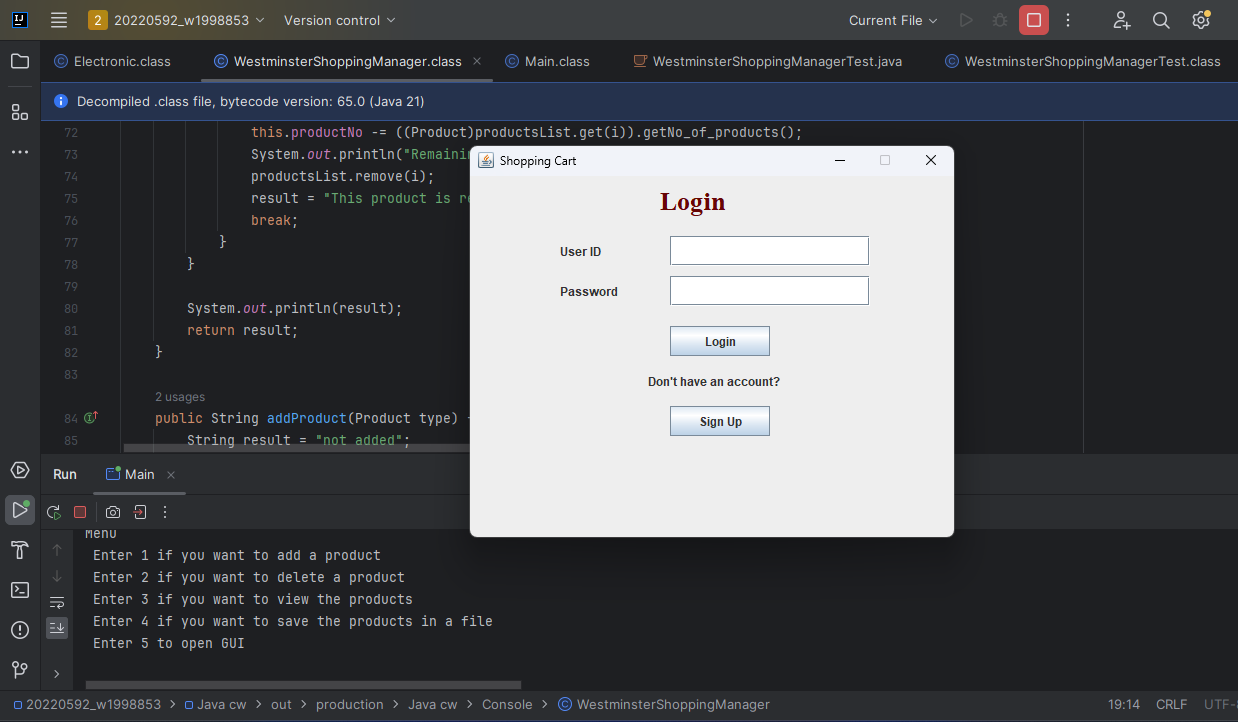 2 20220592_w1998853 Version control Current File
Electronic.class WestminsterShoppingManager.class Main.class WestminsterShoppingManagerTest.java WestminsterShoppingManagerTest.class
Decompiled .class file, bytecode version: 65.0 (Java 21)
72 this.productNo -= ((Product)productsList.get(i)).getNo_of_products();
73 System.out.println("Remainin
74 productsList.remove(i);
75 result = "This product is re
76 break;
77 }
78 }
79
80 System.out.println(result);
81 return result;
82 }
83
2 usages
84 public String addProduct(Product type) {
85 String result = "not added";
Shopping Cart
Login
User ID
Password
Login
Don't have an account?
Sign Up
Run Main
Menu
Enter 1 if you want to add a product
Enter 2 if you want to delete a product
Enter 3 if you want to view the products
Enter 4 if you want to save the products in a file
Enter 5 to open GUI
20220592_w1998853 > Java cw > out > production > Java cw > Console > WestminsterShoppingManager 19:14 CRLF UTF-8